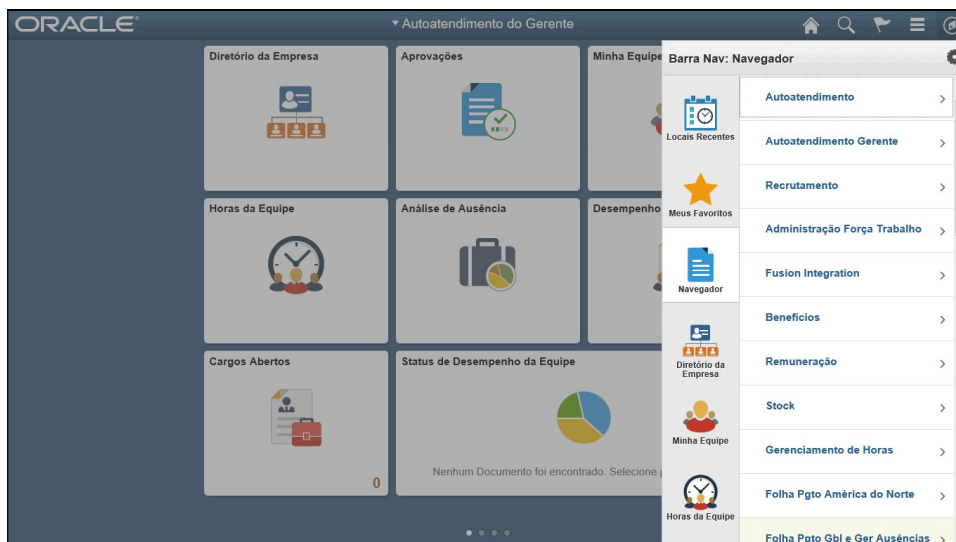 ORACLE
Autoatendimento do Gerente
Diretório da Empresa
Aprovações
Minha Equipe
Horas da Equipe
Análise de Ausência
Desempenho
Cargos Abertos
0
Status de Desempenho da Equipe
Nenhum Documento foi encontrado. Selecione
Barra Nav: Navegador
Locais Recentes
Meus Favoritos
Navegador
Diretório da
Empresa
Minha Equipe
Horas da Equipe
Autoatendimento
Autoatendimento Gerente
Recrutamento
Administração Força Trabalho
Fusion Integration
Benefícios
Remuneração
Stock
Gerenciamento de Horas
Folha Pgto América do Norte
Folha Pgto Gbl e Ger Ausências